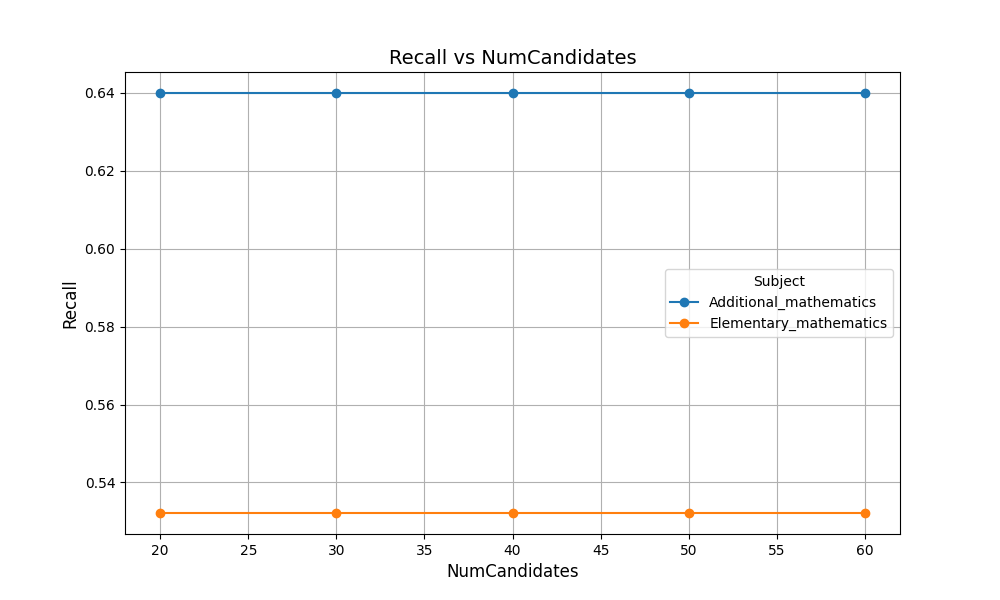 Recall vs NumCandidates
0.64
0.62
0.60
0.58
0.56
0.54
Recall
Subject
Additional_mathematics
Elementary_mathematics
20 25 30 35 40 45 50 55 60
NumCandidates